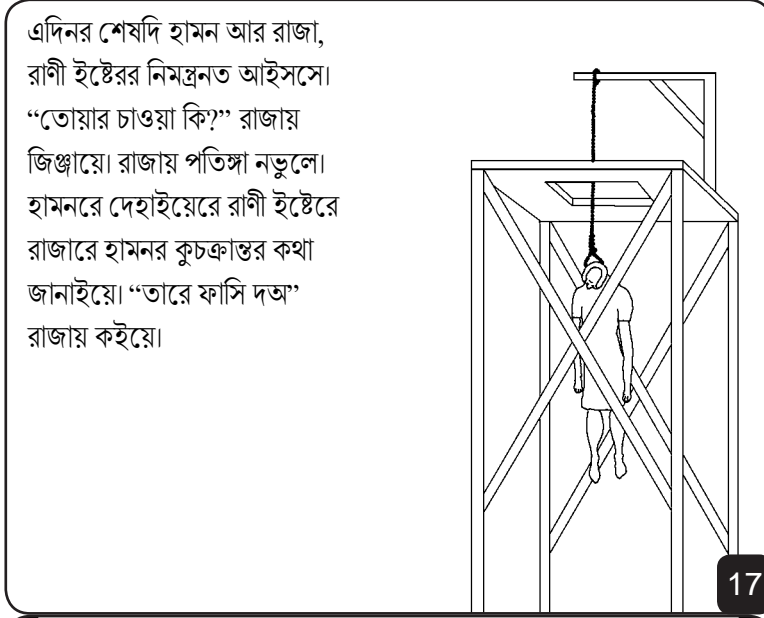 এদিনর শেষদি হামন আর রাজা,
রাণী ইষ্টেরর নিমন্ত্রনত আইসসে।
“তোয়ার চাওয়া কি?” রাজায়
জিঞ্জায়ে। রাজায় পতিঙ্গা নভুলে।
হামনরে দেহাইয়েরে রাণী ইষ্টেরে
রাজারে হামনর কুচক্রান্তর কথা
জানাইয়ে। “তারে ফাসি দঅ”
রাজায় কইয়ে।
17